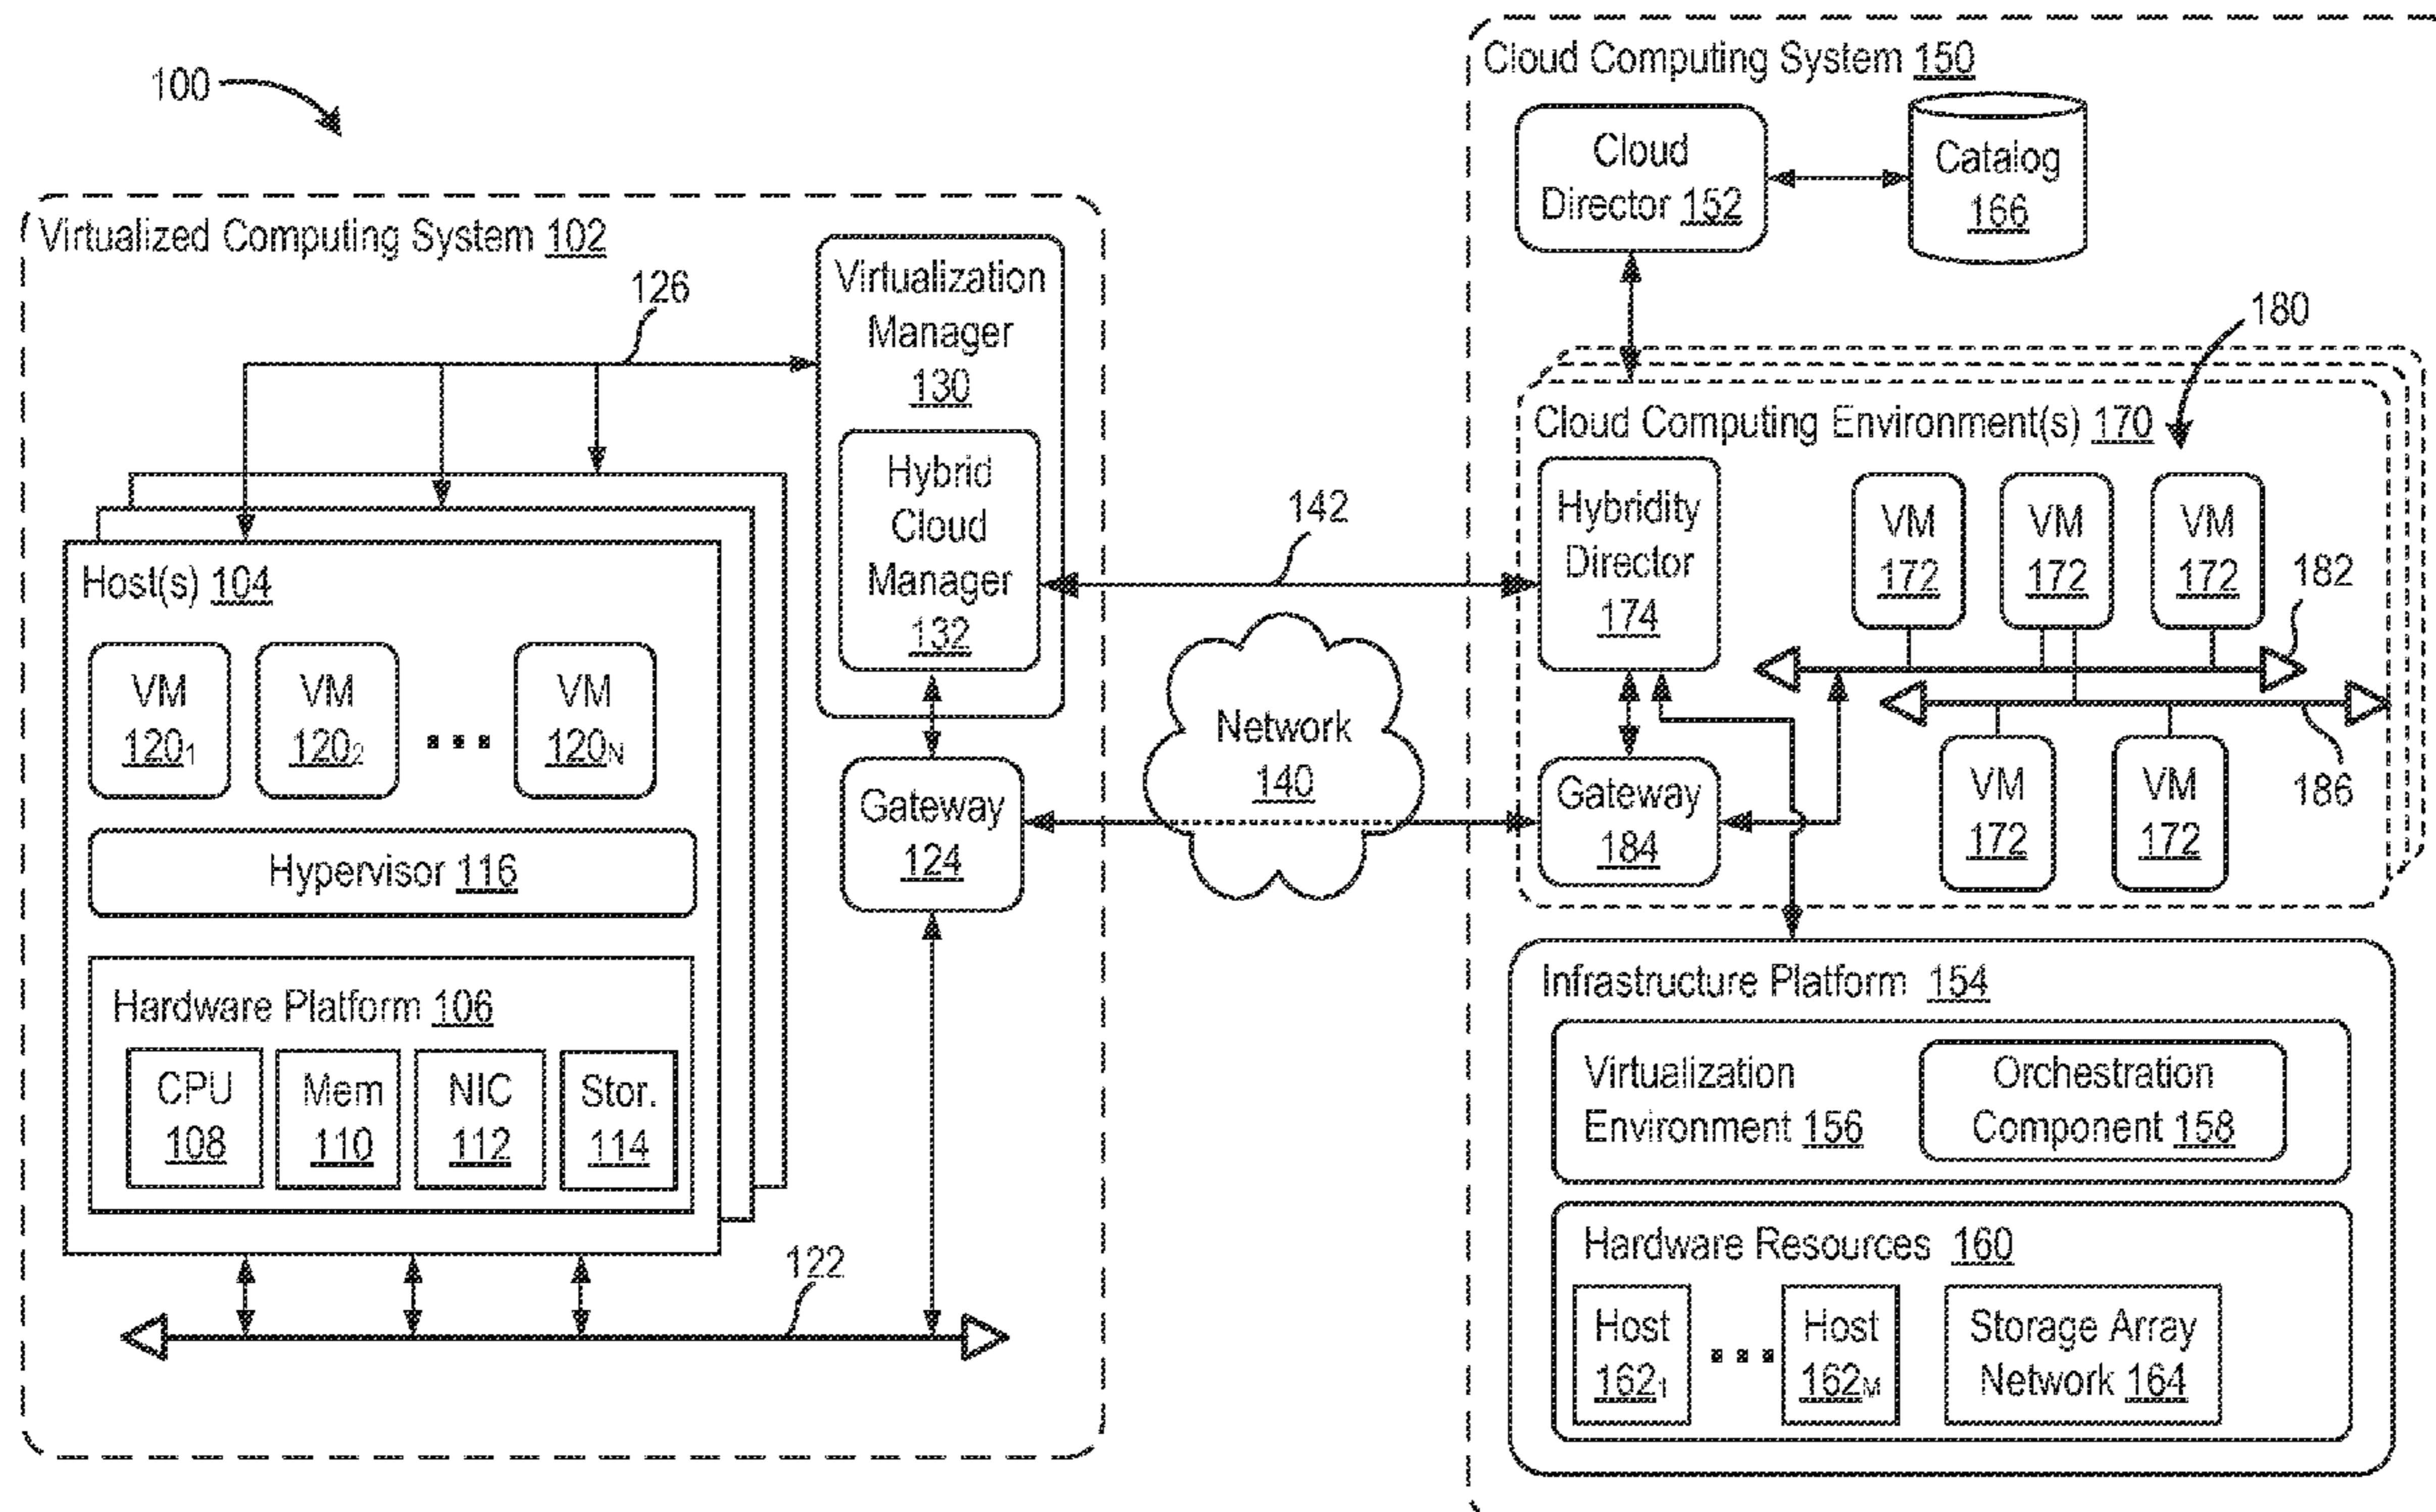 100
Virtualized Computing System 102
126
Virtualization
Manager
130
Hybrid
Cloud
Manager
132
Host(s) 104
VM
120₁
VM
120₂
...
VM
120N
Hypervisor 116
Hardware Platform 106
CPU
108
Mem
110
NIC
112
Stor.
114
Gateway
124
122
142
Network
140
Cloud Computing System 150
Cloud
Director 152
Catalog
166
180
Cloud Computing Environment(s) 170
Hybridity
Director
174
VM
172
VM
172
VM
172
182
Gateway
184
VM
172
VM
172
186
Infrastructure Platform 154
Virtualization
Environment 156
Orchestration
Component 158
Hardware Resources 160
Host
162₁
...
Host
162M
Storage Array
Network 164